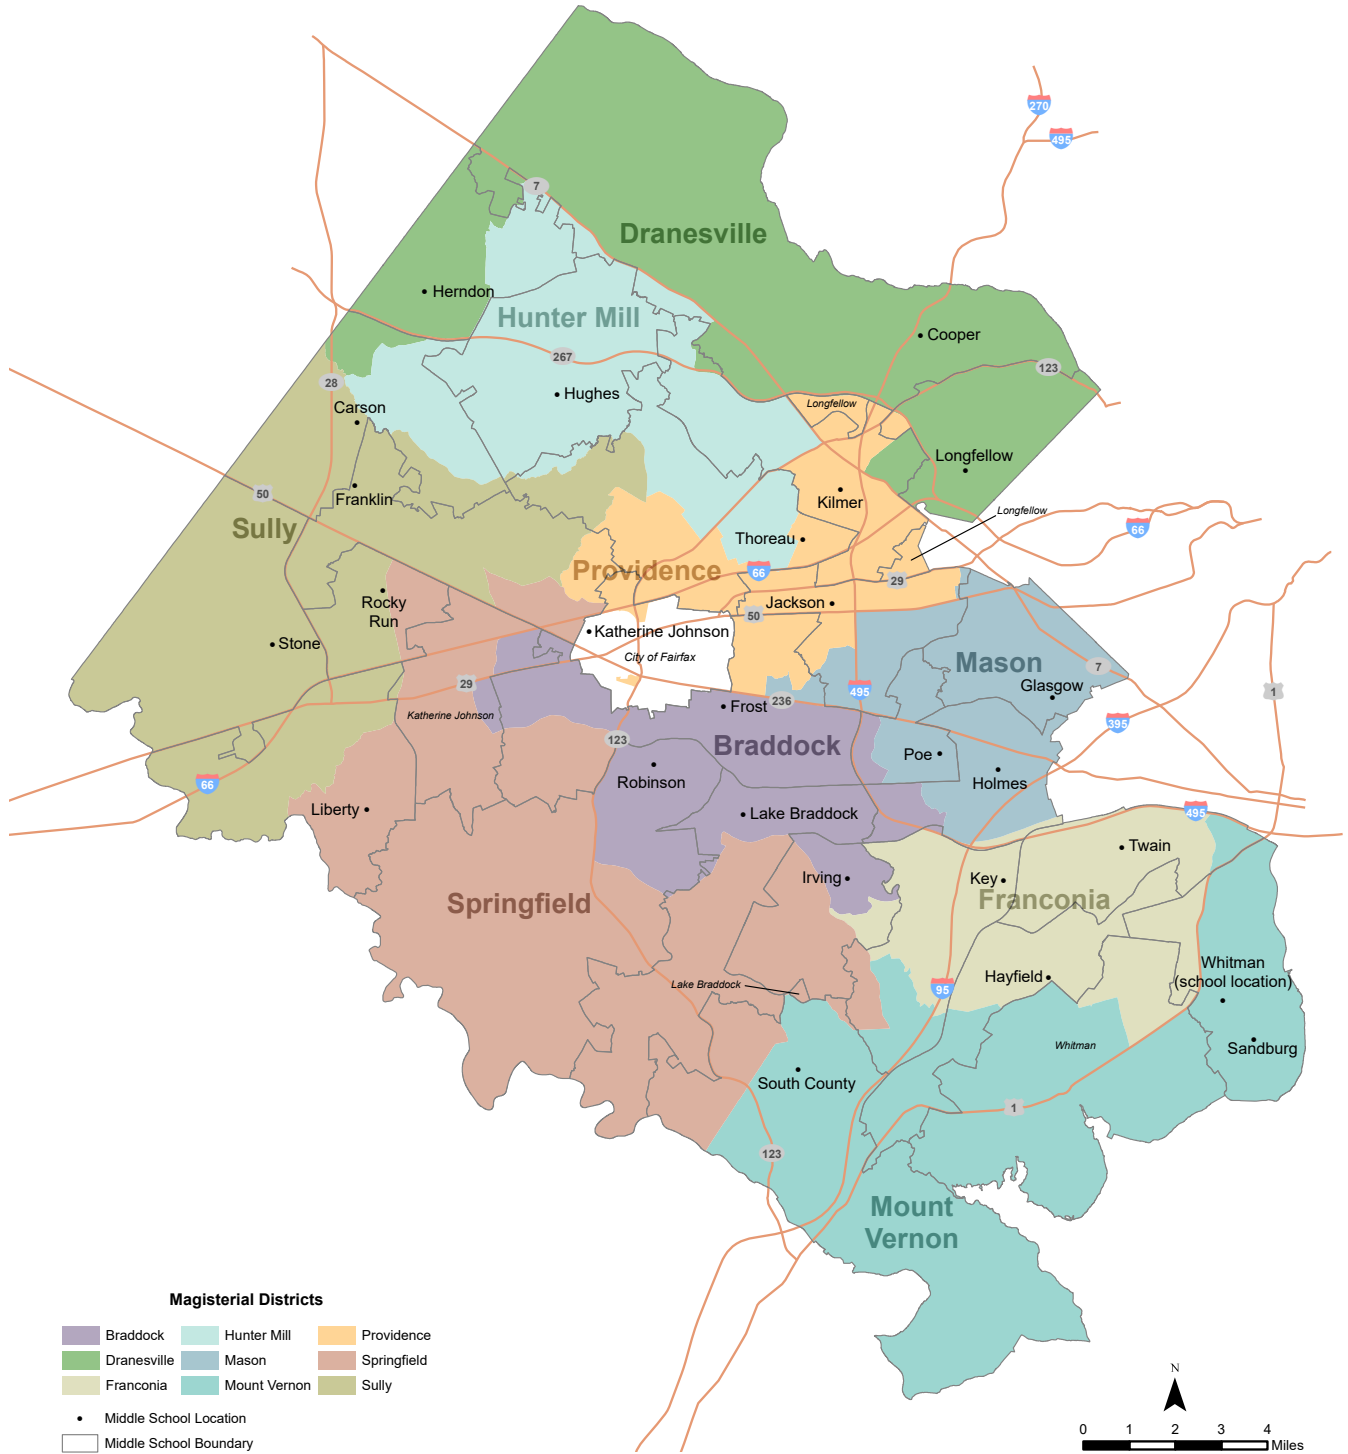 270
495
7
Dranesville
Herndon
Hunter Mill
Cooper
267
123
28
Hughes
Longfellow
Carson
Longfellow
Franklin
50
Kilmer
Longfellow
Sully
66
Thoreau
Providence
66
29
Rocky
Run
Jackson
50
Katherine Johnson
Stone
City of Fairfax
Mason
7
Glasgow
29
495
1
236
Frost
Katherine Johnson
395
123
Braddock
Poe
Robinson
Holmes
66
Liberty
Lake Braddock
495
Twain
Irving
Key
Springfield
Franconia
Whitman
(school location)
Hayfield
Lake Braddock
95
Whitman
Sandburg
South County
1
123
Mount
Vernon
Magisterial Districts
Braddock
Hunter Mill
Providence
Dranesville
Mason
Springfield
Franconia
Mount Vernon
Sully
Middle School Location
Middle School Boundary
N
0 1 2 3 4
Miles